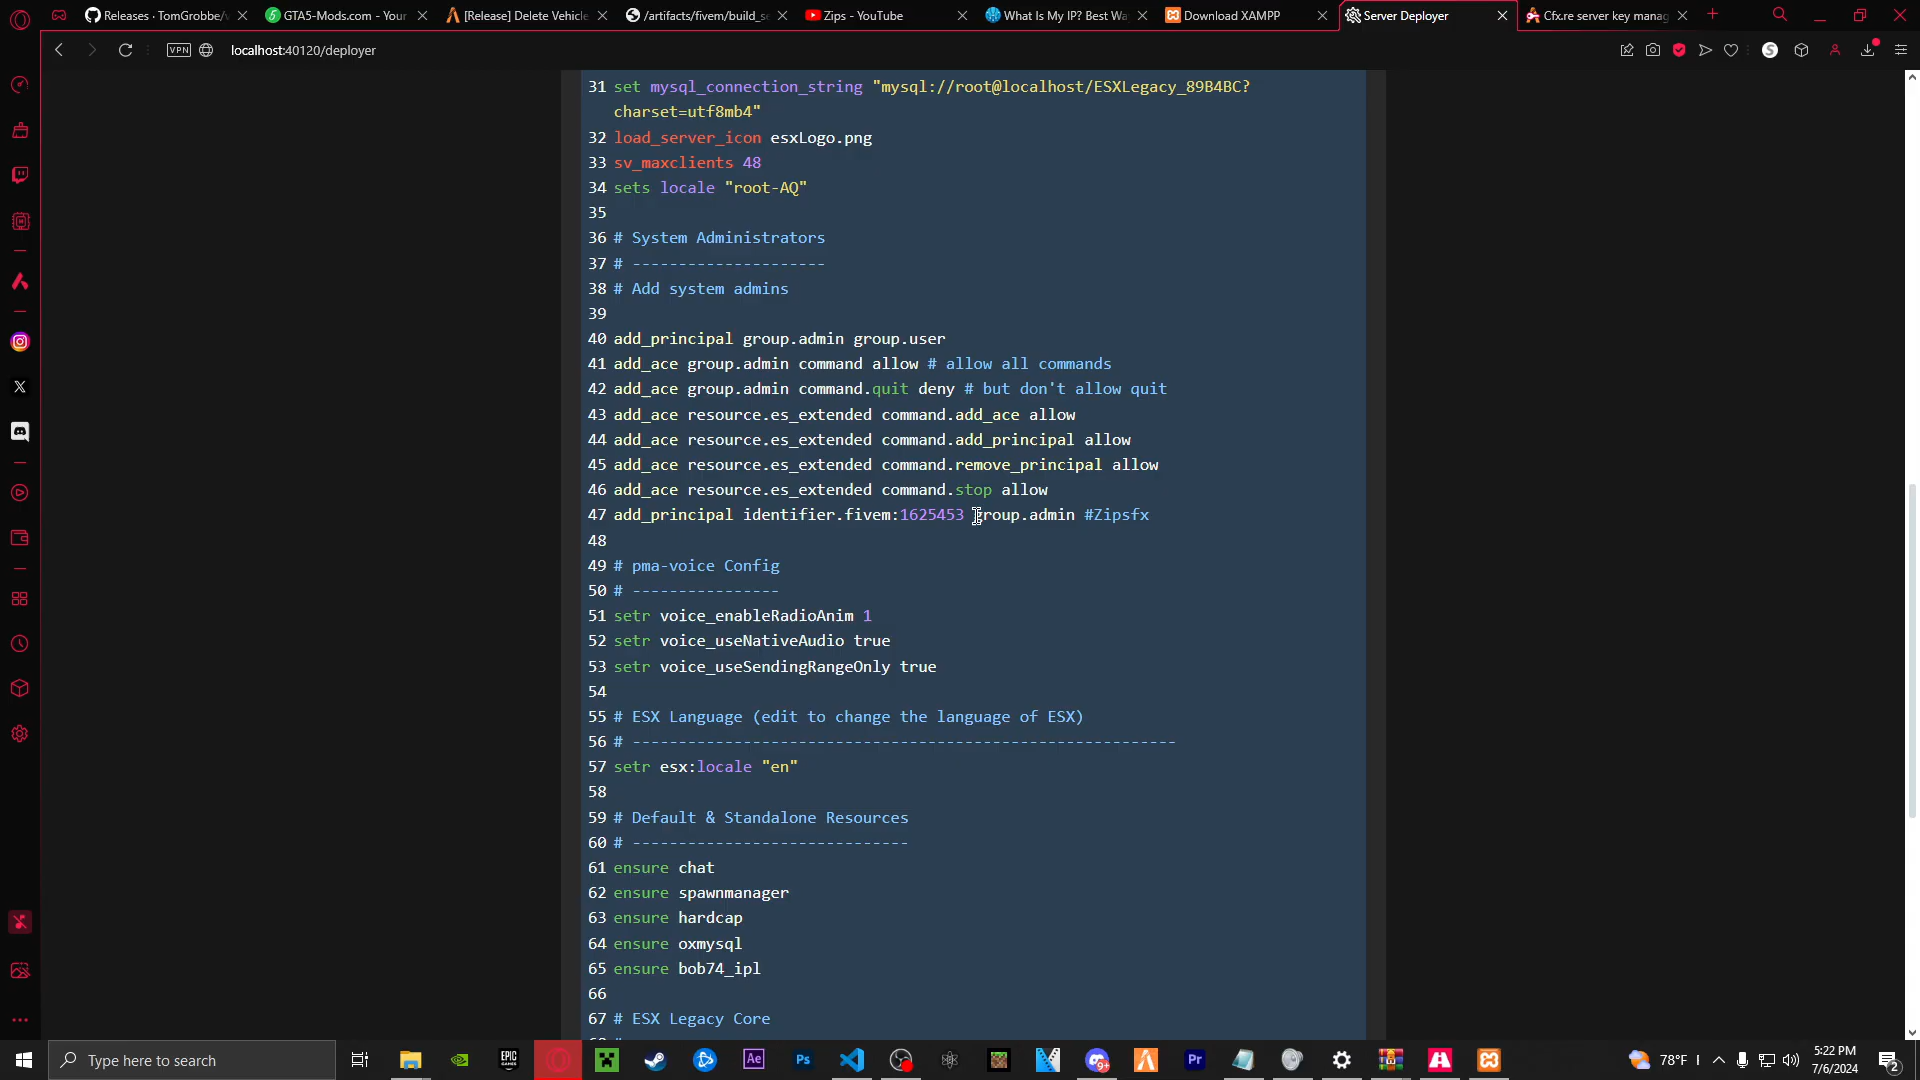 Releases · TomGrobbe/v
GTA5-Mods.com - Your
[Release] Delete Vehicle
/artifacts/fivem/build_se
Zips - YouTube
What Is My IP? Best Wa
Download XAMPP
Server Deployer
Cfx.re server key manag
VPN
localhost:40120/deployer
31 set mysql_connection_string "mysql://root@localhost/ESXLegacy_89B4BC?
charset=utf8mb4"
32 load_server_icon esxLogo.png
33 sv_maxclients 48
34 sets locale "root-AQ"
35
36 # System Administrators
37 # ---------------------
38 # Add system admins
39
40 add_principal group.admin group.user
41 add_ace group.admin command allow # allow all commands
42 add_ace group.admin command.quit deny # but don't allow quit
43 add_ace resource.es_extended command.add_ace allow
44 add_ace resource.es_extended command.add_principal allow
45 add_ace resource.es_extended command.remove_principal allow
46 add_ace resource.es_extended command.stop allow
47 add_principal identifier.fivem:1625453 group.admin #Zipsfx
48
49 # pma-voice Config
50 # ----------------
51 setr voice_enableRadioAnim 1
52 setr voice_useNativeAudio true
53 setr voice_useSendingRangeOnly true
54
55 # ESX Language (edit to change the language of ESX)
56 # -----------------------------------------------------------
57 setr esx:locale "en"
58
59 # Default & Standalone Resources
60 # ------------------------------
61 ensure chat
62 ensure spawnmanager
63 ensure hardcap
64 ensure oxmysql
65 ensure bob74_ipl
66
67 # ESX Legacy Core
Type here to search
EPIC GAMES
Ae
Ps
9+
Pr
78°F
5:22 PM
7/6/2024
2